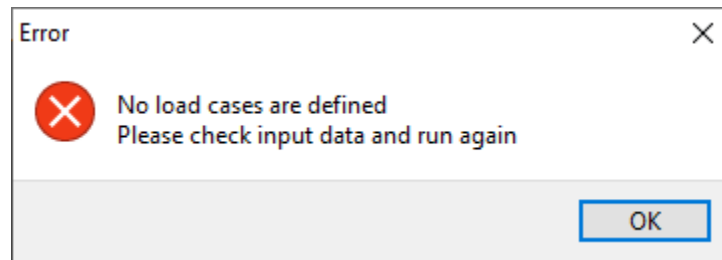 Error
No load cases are defined
Please check input data and run again
OK